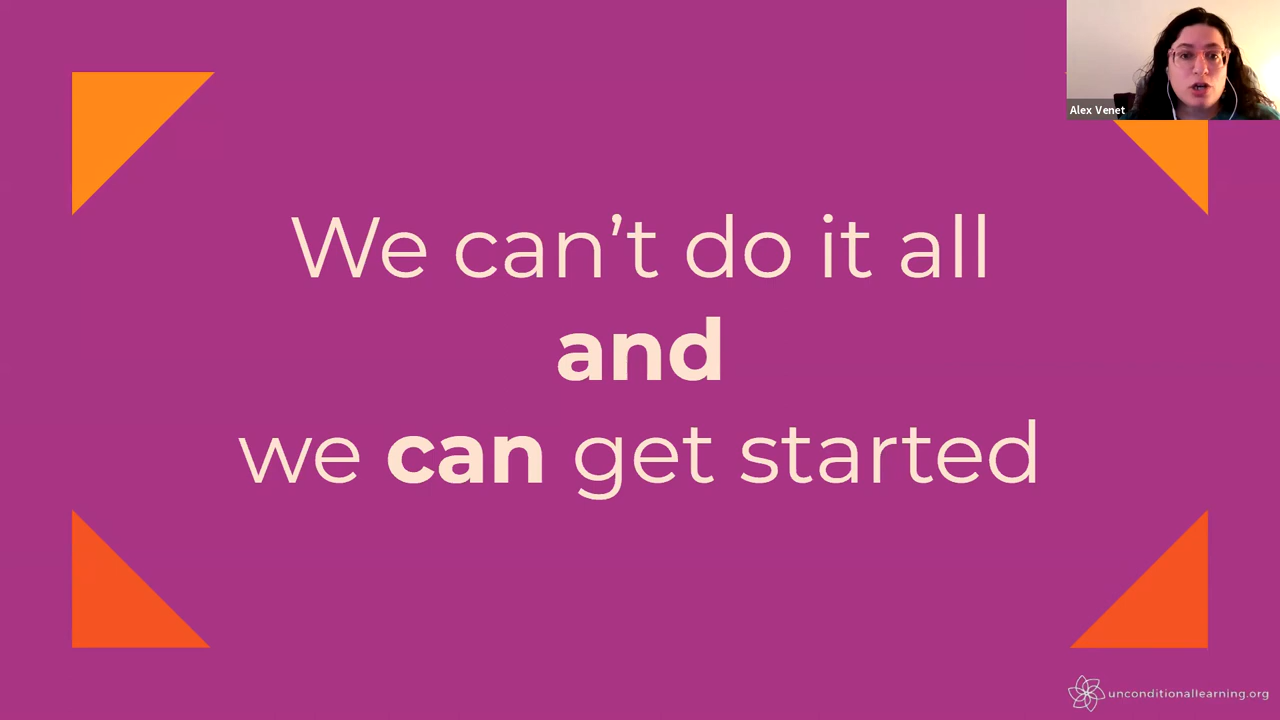 Alex Venet
We can’t do it all
and
we can get started
unconditionallearning.org